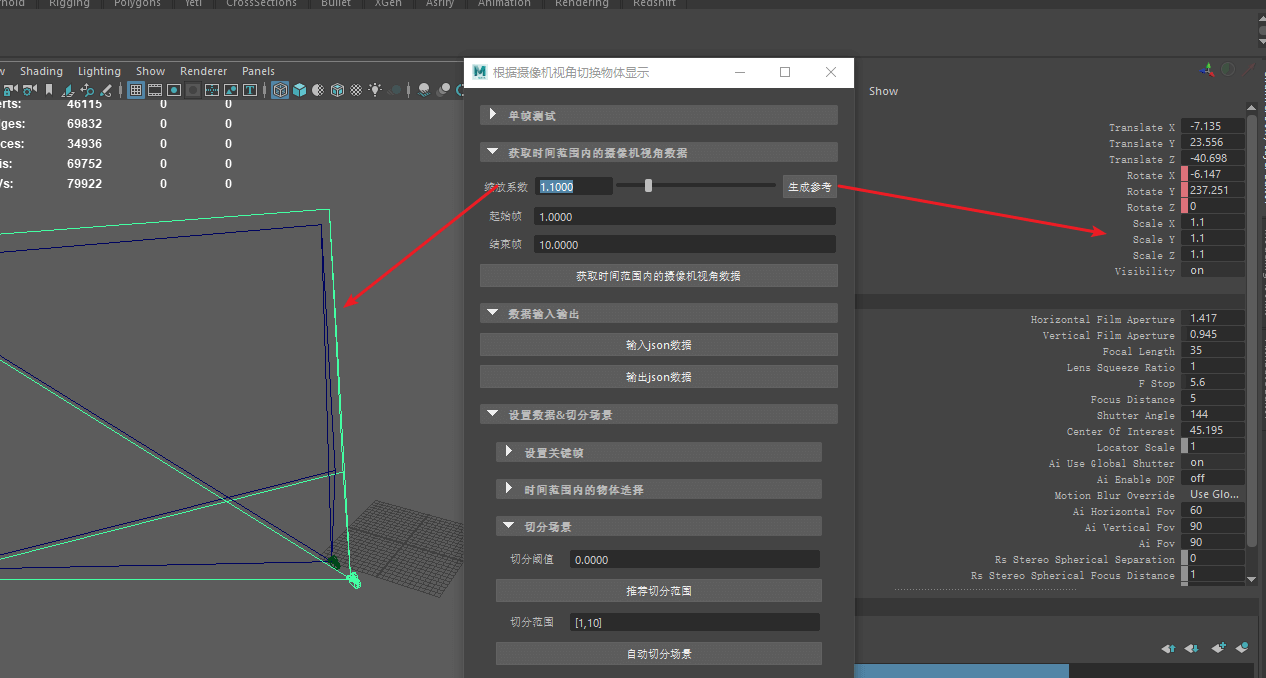 Rigging Polygons Yeti CrossSections Bullet XGen Animation Rendering Redshift
Shading Lighting Show Renderer Panels
46115 0 0
69832 0 0
34936 0 0
69752 0 0
79922 0 0
根据摄像机视角切换物体显示
单帧测试
获取时间范围内的摄像机视角数据
缩放系数 1.1000 生成参考
起始帧 1.0000
结束帧 10.0000
获取时间范围内的摄像机视角数据
数据输入输出
输入json数据
输出json数据
设置数据&切分场景
设置关键帧
时间范围内的物体选择
切分场景
切分阈值 0.0000
推荐切分范围
切分范围 [1,10]
自动切分场景
Show
Translate X -7.135
Translate Y 23.556
Translate Z -40.698
Rotate X -6.147
Rotate Y 237.251
Rotate Z 0
Scale X 1.1
Scale Y 1.1
Scale Z 1.1
Visibility on
Horizontal Film Aperture 1.417
Vertical Film Aperture 0.945
Focal Length 35
Lens Squeeze Ratio 1
F Stop 5.6
Focus Distance 5
Shutter Angle 144
Center Of Interest 45.195
Locator Scale 1
Ai Use Global Shutter on
Ai Enable DOF off
Motion Blur Override Use Glo...
Ai Horizontal Fov 60
Ai Vertical Fov 90
Ai Fov 90
Rs Stereo Spherical Separation 0
Rs Stereo Spherical Focus Distance 1